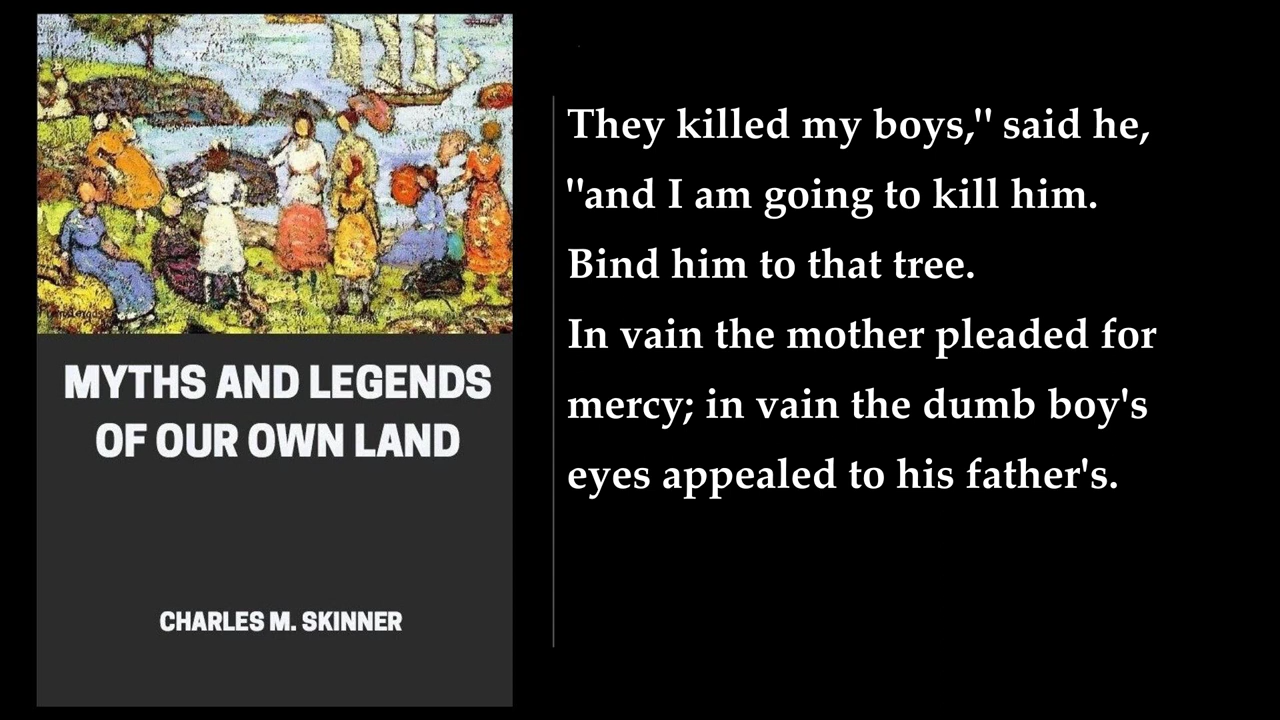 MYTHS AND LEGENDS
OF OUR OWN LAND
CHARLES M. SKINNER
They killed my boys," said he,
"and I am going to kill him.
Bind him to that tree.
In vain the mother pleaded for
mercy; in vain the dumb boy's
eyes appealed to his father's.